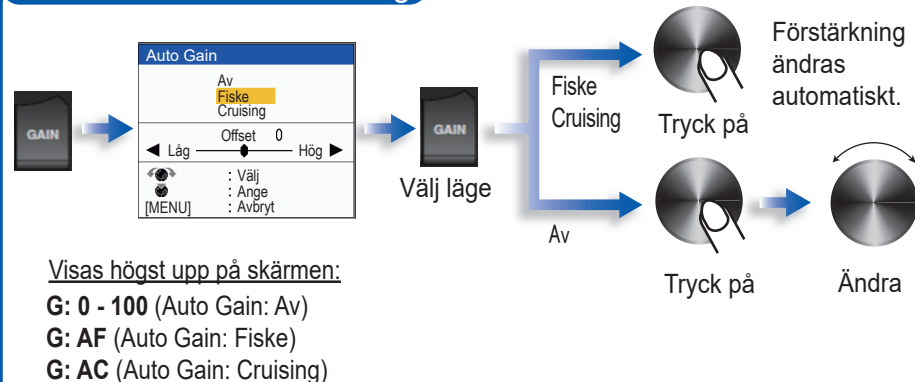 GAIN
Auto Gain
Av
Fiske
Cruising
Offset 0
◀ Låg Hög ▶
: Välj
: Ange
[MENU] : Avbryt
GAIN
Välj läge
Fiske
Cruising
Tryck på
Förstärkning
ändras
automatiskt.
Av
Tryck på
Ändra
Visas högst upp på skärmen:
G: 0 - 100 (Auto Gain: Av)
G: AF (Auto Gain: Fiske)
G: AC (Auto Gain: Cruising)